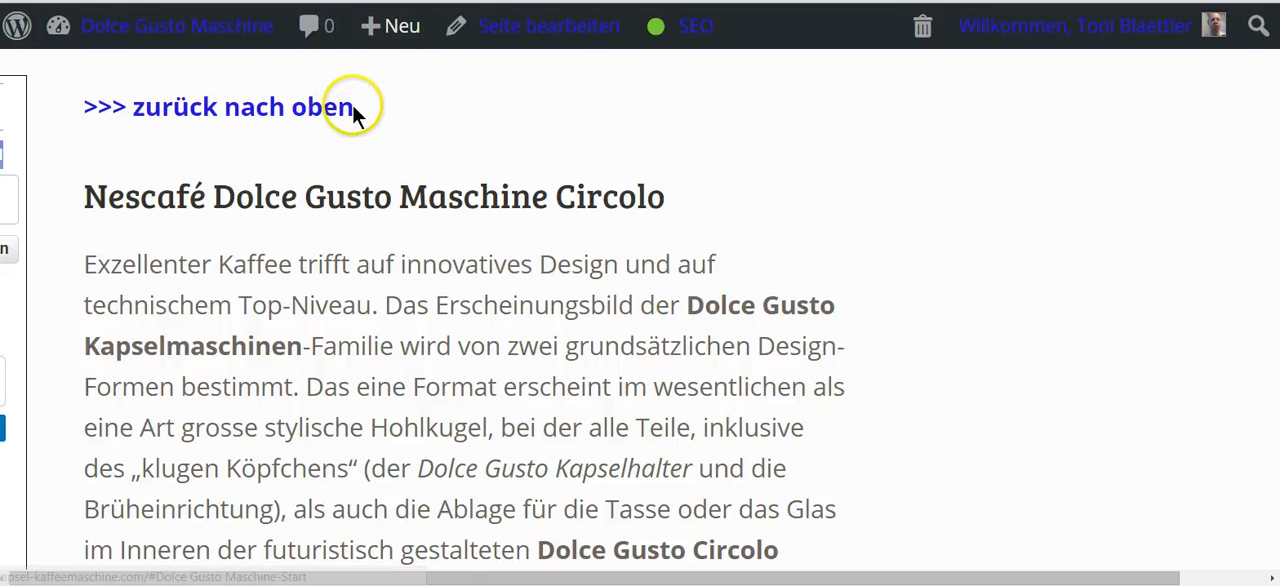 Dolce Gusto Maschine 0 Neu Seite bearbeiten SEO Willkommen, Toni Blaettler
>>> zurück nach oben
Nescafé Dolce Gusto Maschine Circolo
Exzellenter Kaffee trifft auf innovatives Design und auf
technischem Top-Niveau. Das Erscheinungsbild der Dolce Gusto
Kapselmaschinen-Familie wird von zwei grundsätzlichen Design-
Formen bestimmt. Das eine Format erscheint im wesentlichen als
eine Art grosse stylische Hohlkugel, bei der alle Teile, inklusive
des „klugen Köpfchens“ (der Dolce Gusto Kapselhalter und die
Brüheinrichtung), als auch die Ablage für die Tasse oder das Glas
im Inneren der futuristisch gestalteten Dolce Gusto Circolo
apsel-kaffeemaschine.com/#Dolce Gusto Maschine-Start